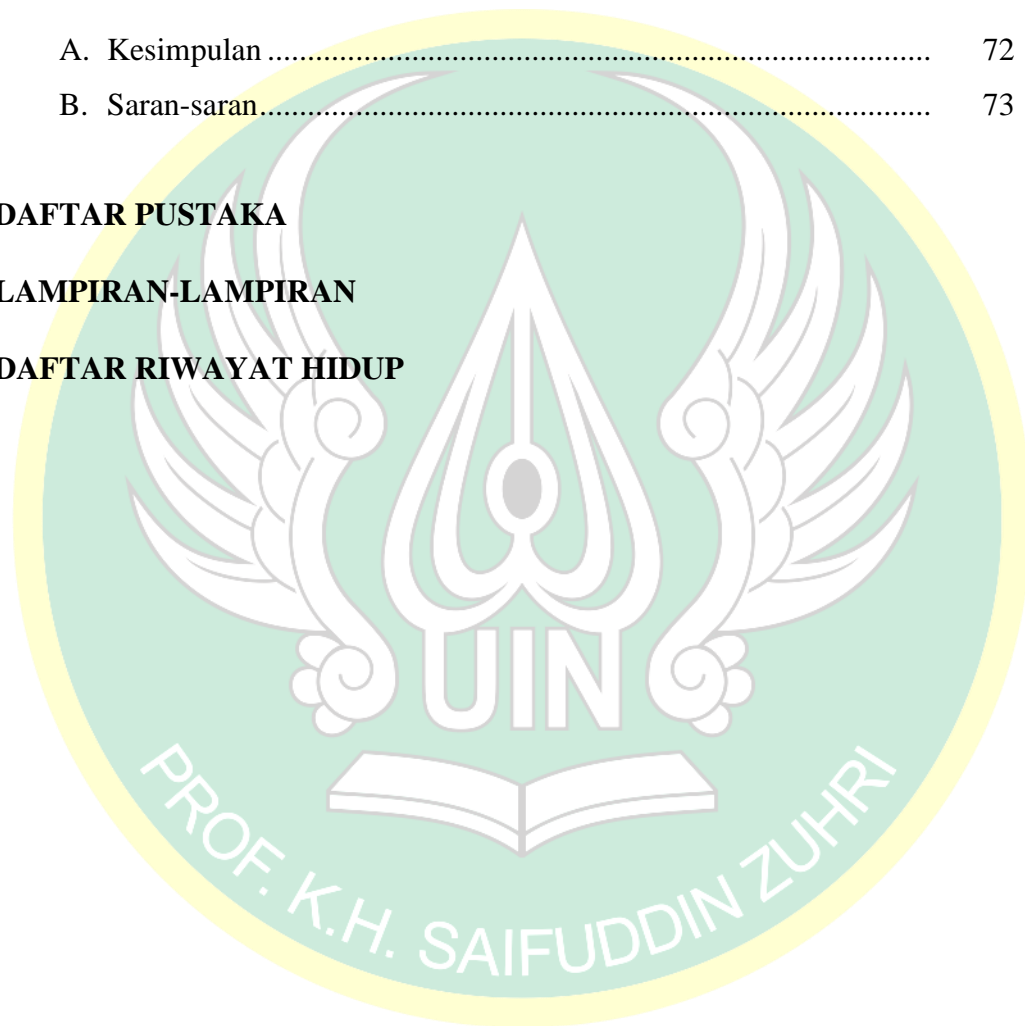 A. Kesimpulan .................................................................................. 72
B. Saran-saran................................................................................... 73
DAFTAR PUSTAKA
LAMPIRAN-LAMPIRAN
DAFTAR RIWAYAT HIDUP
UIN
PROF. K.H. SAIFUDDIN ZUHRI